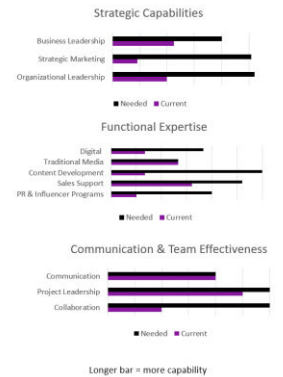 Strategic Capabilities
Business Leadership
Strategic Marketing
Organizational Leadership
Needed Current
Functional Expertise
Digital
Traditional Media
Content Development
Sales Support
PR & Influencer Programs
Needed Current
Communication & Team Effectiveness
Communication
Project Leadership
Collaboration
Needed Current
Longer bar = more capability